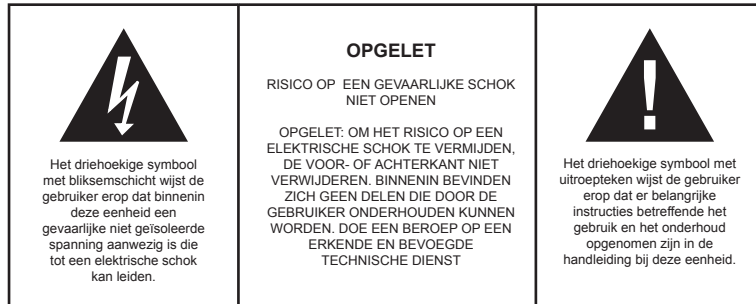 Het driehoekige symbool
met bliksemschicht wijst de
gebruiker erop dat binnenin
deze eenheid een
gevaarlijke niet geïsoleerde
spanning aanwezig is die
tot een elektrische schok
kan leiden.
OPGELET
RISICO OP EEN GEVAARLIJKE SCHOK
NIET OPENEN
OPGELET: OM HET RISICO OP EEN
ELEKTRISCHE SCHOK TE VERMIJDEN,
DE VOOR- OF ACHTERKANT NIET
VERWIJDEREN. BINNENIN BEVINDEN
ZICH GEEN DELEN DIE DOOR DE
GEBRUIKER ONDERHOUDEN KUNNEN
WORDEN. DOE EEN BEROEP OP EEN
ERKENDE EN BEVOEGDE
TECHNISCHE DIENST
!
Het driehoekige symbool met
uitroepteken wijst de gebruiker
erop dat er belangrijke
instructies betreffende het
gebruik en het onderhoud
opgenomen zijn in de
handleiding bij deze eenheid.